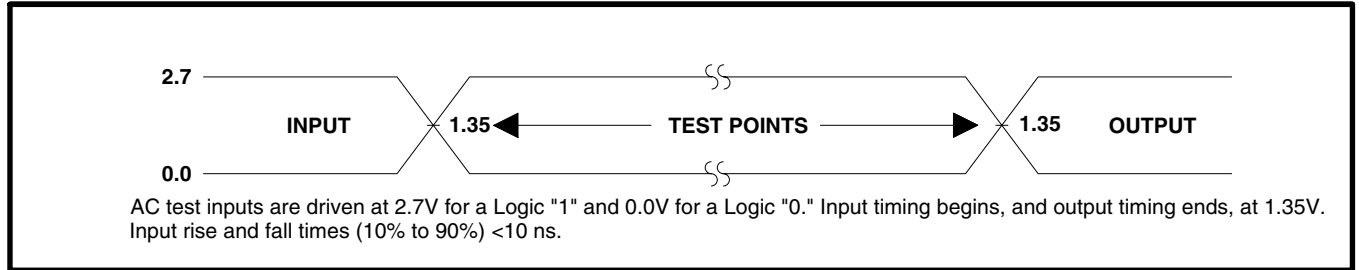 2.7
INPUT 1.35 TEST POINTS 1.35 OUTPUT
0.0
AC test inputs are driven at 2.7V for a Logic "1" and 0.0V for a Logic "0." Input timing begins, and output timing ends, at 1.35V.
Input rise and fall times (10% to 90%) <10 ns.